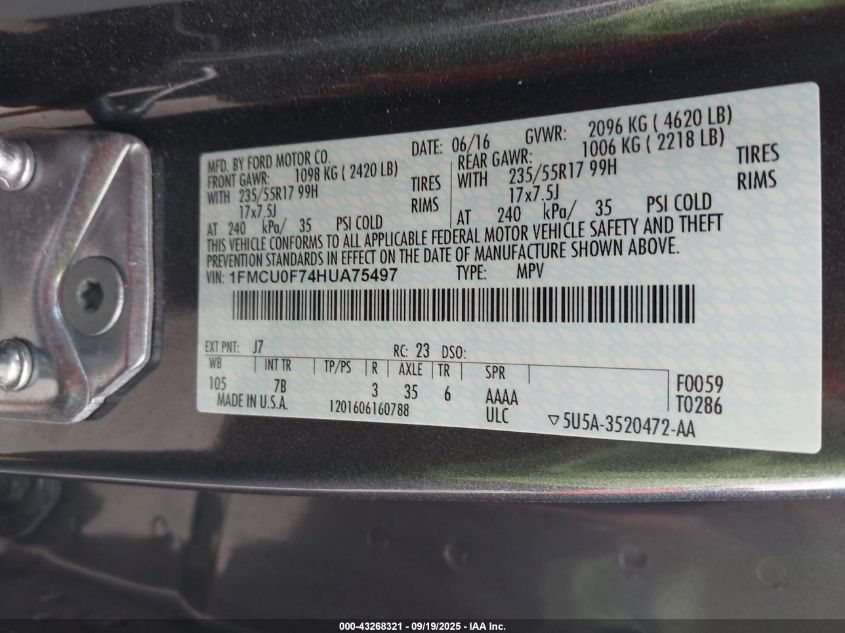 MFD. BY FORD MOTOR CO. DATE: 06/16 GVWR: 2096 KG ( 4620 LB)
FRONT GAWR: 1098 KG ( 2420 LB) REAR GAWR: 1006 KG ( 2218 LB)
WITH 235/55R17 99H TIRES WITH 235/55R17 99H TIRES
17x7.5J RIMS 17x7.5J RIMS
AT 240 kPa/ 35 PSI COLD AT 240 kPa/ 35 PSI COLD
THIS VEHICLE CONFORMS TO ALL APPLICABLE FEDERAL MOTOR VEHICLE SAFETY AND THEFT
PREVENTION STANDARDS IN EFFECT ON THE DATE OF MANUFACTURE SHOWN ABOVE.
VIN: 1FMCU0F74HUA75497 TYPE: MPV
EXT PNT: J7 RC: 23 DSO:
WB INT TR TP/PS R AXLE TR SPR
105 7B 3 35 6 AAAA F0059
MADE IN U.S.A. 1201606160788 ULC ▽5U5A-3520472-AA T0286
000-43268321 / 09/19/2025 - IAA Inc.